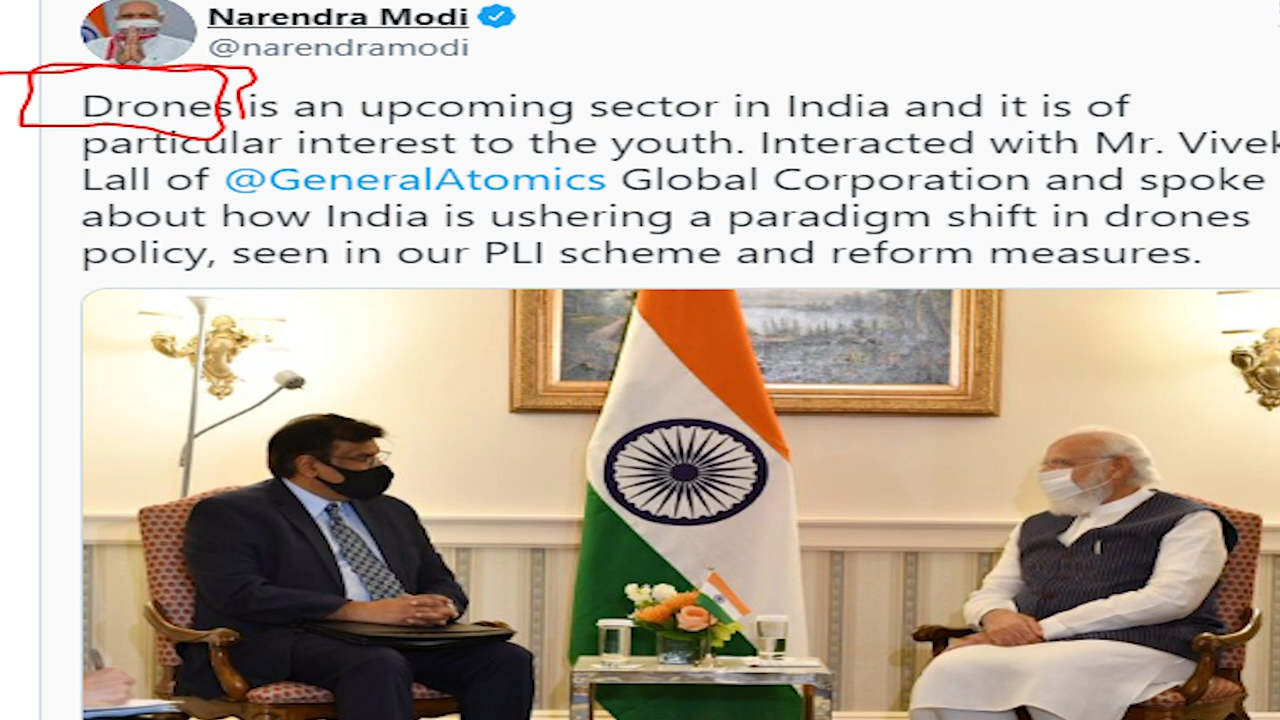 Narendra Modi
@narendramodi
Drones is an upcoming sector in India and it is of
particular interest to the youth. Interacted with Mr. Vivek
Lall of @GeneralAtomics Global Corporation and spoke
about how India is ushering a paradigm shift in drones
policy, seen in our PLI scheme and reform measures.